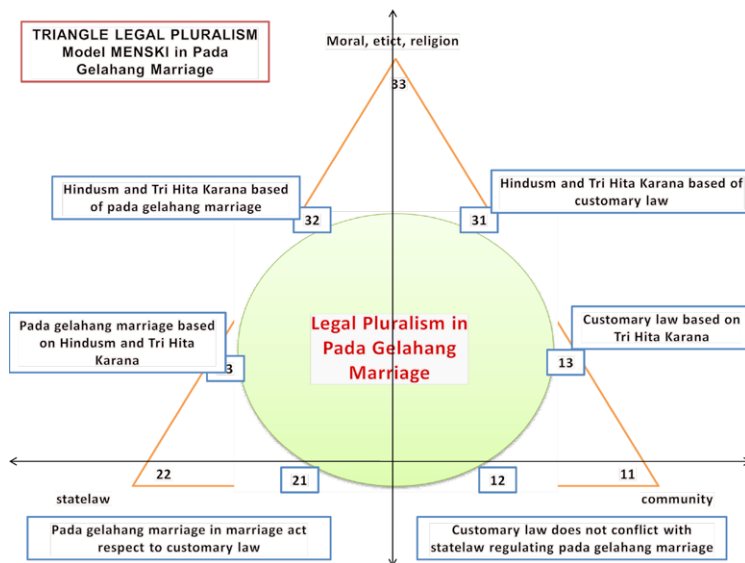 TRIANGLE LEGAL PLURALISM
Model MENSKI in Pada
Gelahang Marriage
Moral, etict, religion
33
Hindusm and Tri Hita Karana based
of pada gelahang marriage
32
31
Hindusm and Tri Hita Karana based of
customary law
Pada gelahang marriage based
on Hindusm and Tri Hita
Karana
3
Legal Pluralism in
Pada Gelahang
Marriage
Customary law based on
Tri Hita Karana
13
22
21
12
11
statelaw
community
Pada gelahang marriage in marriage act
respect to customary law
Customary law does not conflict with
statelaw regulating pada gelahang marriage